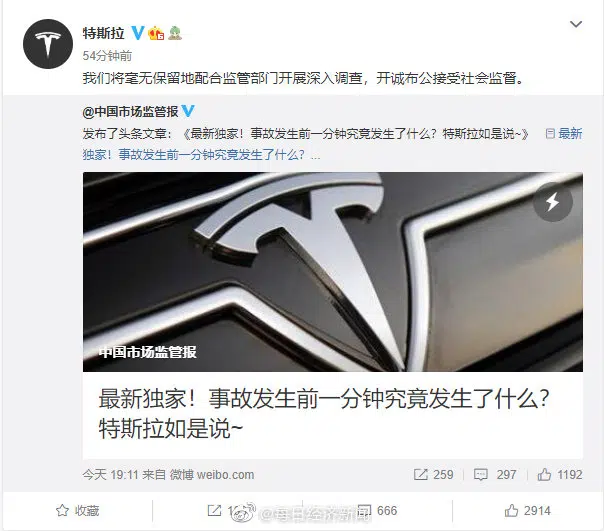 特斯拉
54分钟前
我们将毫无保留地配合监管部门开展深入调查，开诚布公接受社会监督。
@中国市场监管报
发布了头条文章：《最新独家！事故发生前一分钟究竟发生了什么？特斯拉如是说~》 最新
独家！事故发生前一分钟究竟发生了什么？...
中国市场监管报
最新独家！事故发生前一分钟究竟发生了什么？
特斯拉如是说~
今天 19:11 来自 微博 weibo.com 259 297 1192
收藏 666 2914
@每日经济新闻